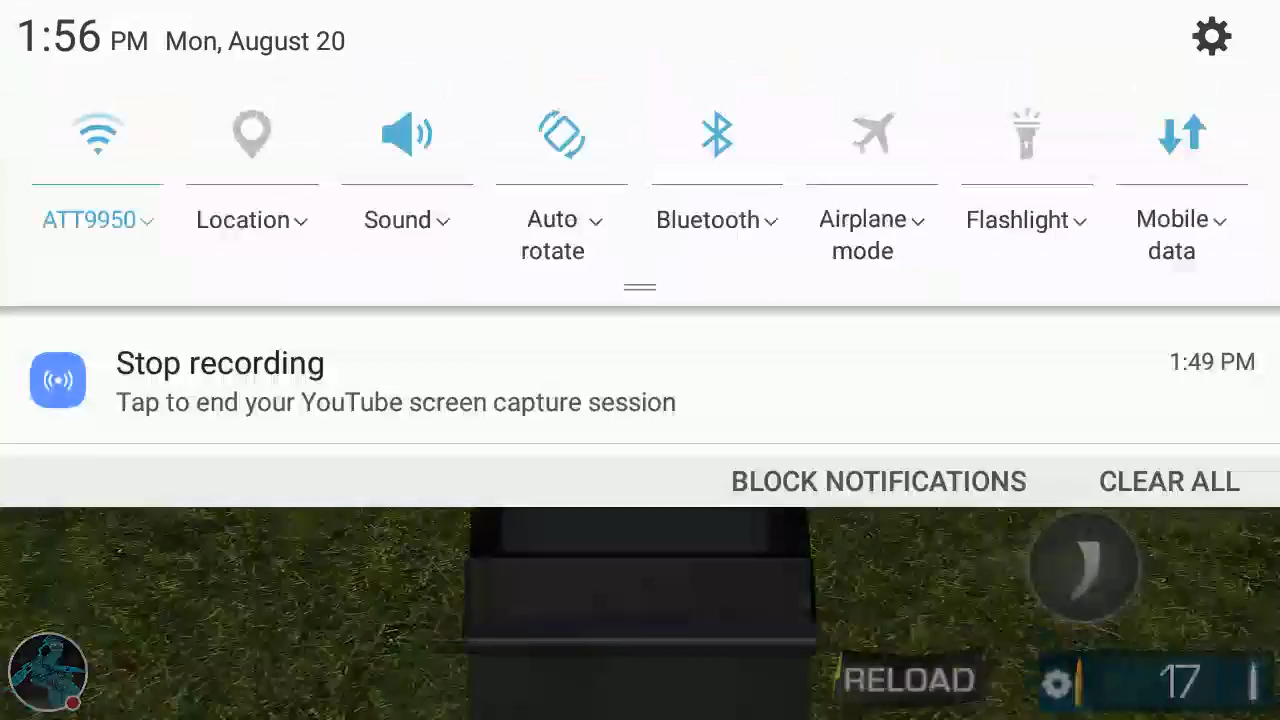 1:56 PM Mon, August 20
ATT9950 Location Sound Auto rotate Bluetooth Airplane mode Flashlight Mobile data
Stop recording 1:49 PM
Tap to end your YouTube screen capture session
BLOCK NOTIFICATIONS CLEAR ALL
RELOAD 17